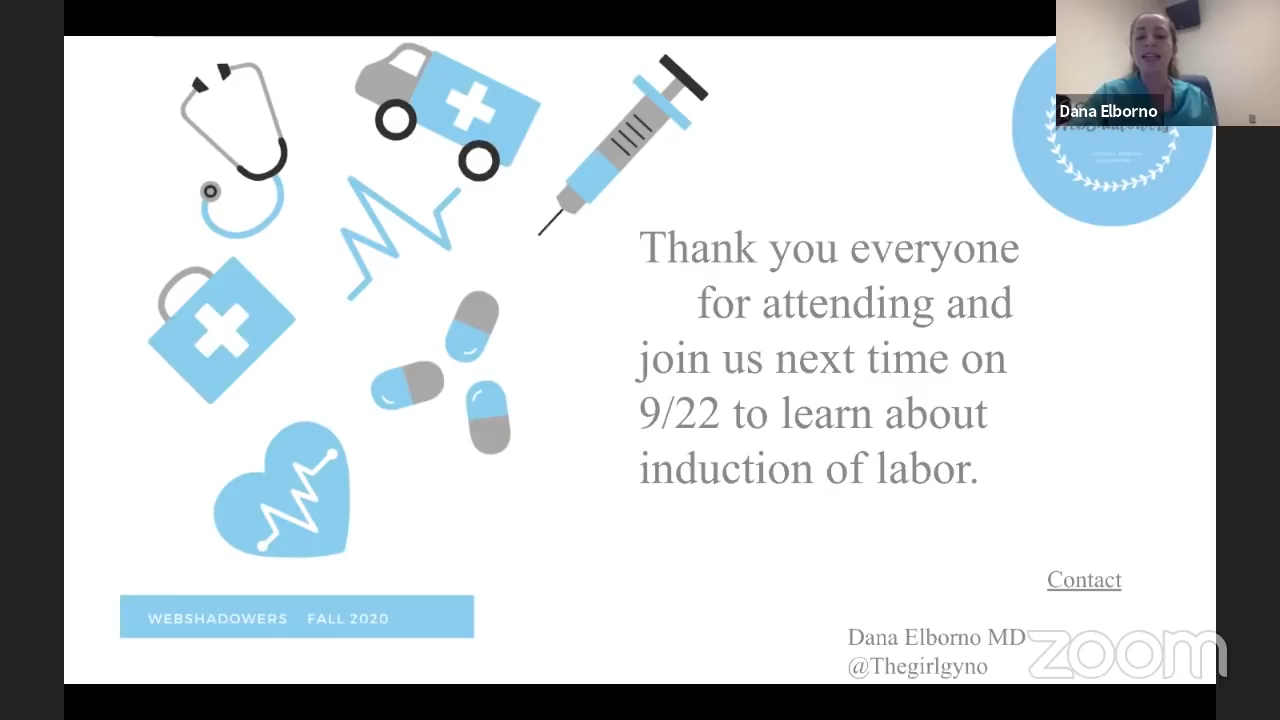 Dana Elborno
Thank you everyone
for attending and
join us next time on
9/22 to learn about
induction of labor.
Contact
WEBSHADOWERS FALL 2020
Dana Elborno MD
@Thegirlgyno
zoom